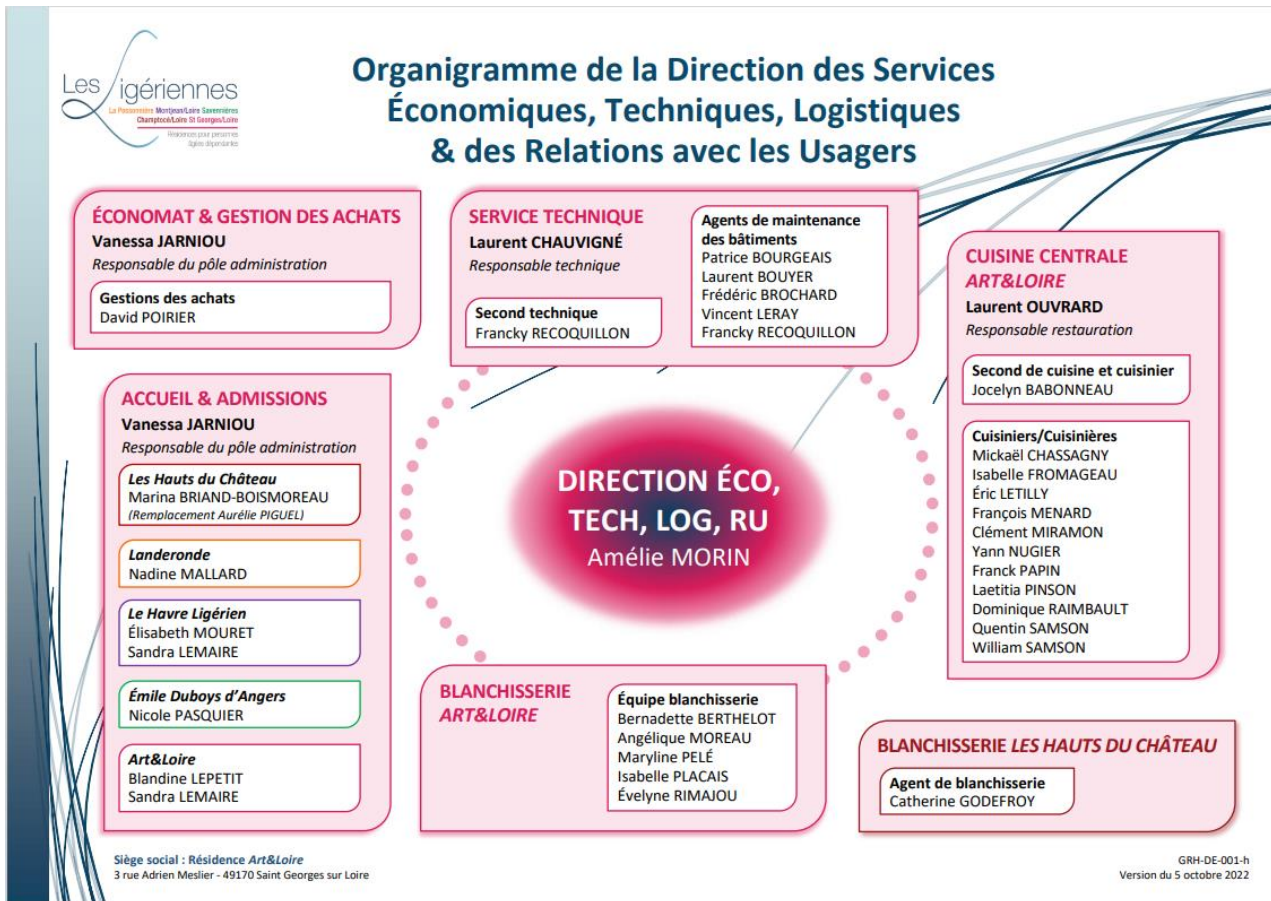 Les Ligériennes
La Possonnière Montjean/Loire Savennières
Champtocé/Loire St Georges/Loire
Résidences pour personnes
âgées dépendantes
Organigramme de la Direction des Services
Économiques, Techniques, Logistiques
& des Relations avec les Usagers
ÉCONOMAT & GESTION DES ACHATS
Vanessa JARNIOU
Responsable du pôle administration
Gestions des achats
David POIRIER
SERVICE TECHNIQUE
Laurent CHAUVIGNÉ
Responsable technique
Second technique
Francky RECOQUILLON
Agents de maintenance
des bâtiments
Patrice BOURGEAIS
Laurent BOUYER
Frédéric BROCHARD
Vincent LERAY
Francky RECOQUILLON
CUISINE CENTRALE
ART&LOIRE
Laurent OUVRARD
Responsable restauration
Second de cuisine et cuisinier
Jocelyn BABONNEAU
Cuisiniers/Cuisinières
Mickaël CHASSAGNY
Isabelle FROMAGEAU
Éric LETILLY
François MENARD
Clément MIRAMON
Yann NUGIER
Franck PAPIN
Laetitia PINSON
Dominique RAIMBAULT
Quentin SAMSON
William SAMSON
ACCUEIL & ADMISSIONS
Vanessa JARNIOU
Responsable du pôle administration
Les Hauts du Château
Marina BRIAND-BOISMOREAU
(Remplacement Aurélie PIGUEL)
Landeronde
Nadine MALLARD
Le Havre Ligérien
Élisabeth MOURET
Sandra LEMAIRE
Émile Duboys d'Angers
Nicole PASQUIER
Art&Loire
Blandine LEPETIT
Sandra LEMAIRE
DIRECTION ÉCO,
TECH, LOG, RU
Amélie MORIN
BLANCHISSERIE
ART&LOIRE
Équipe blanchisserie
Bernadette BERTHELOT
Angélique MOREAU
Maryline PELÉ
Isabelle PLACAIS
Évelyne RIMAJOU
BLANCHISSERIE LES HAUTS DU CHÂTEAU
Agent de blanchisserie
Catherine GODEFROY
Siège social : Résidence Art&Loire
3 rue Adrien Meslier - 49170 Saint Georges sur Loire
GRH-DE-001-h
Version du 5 octobre 2022